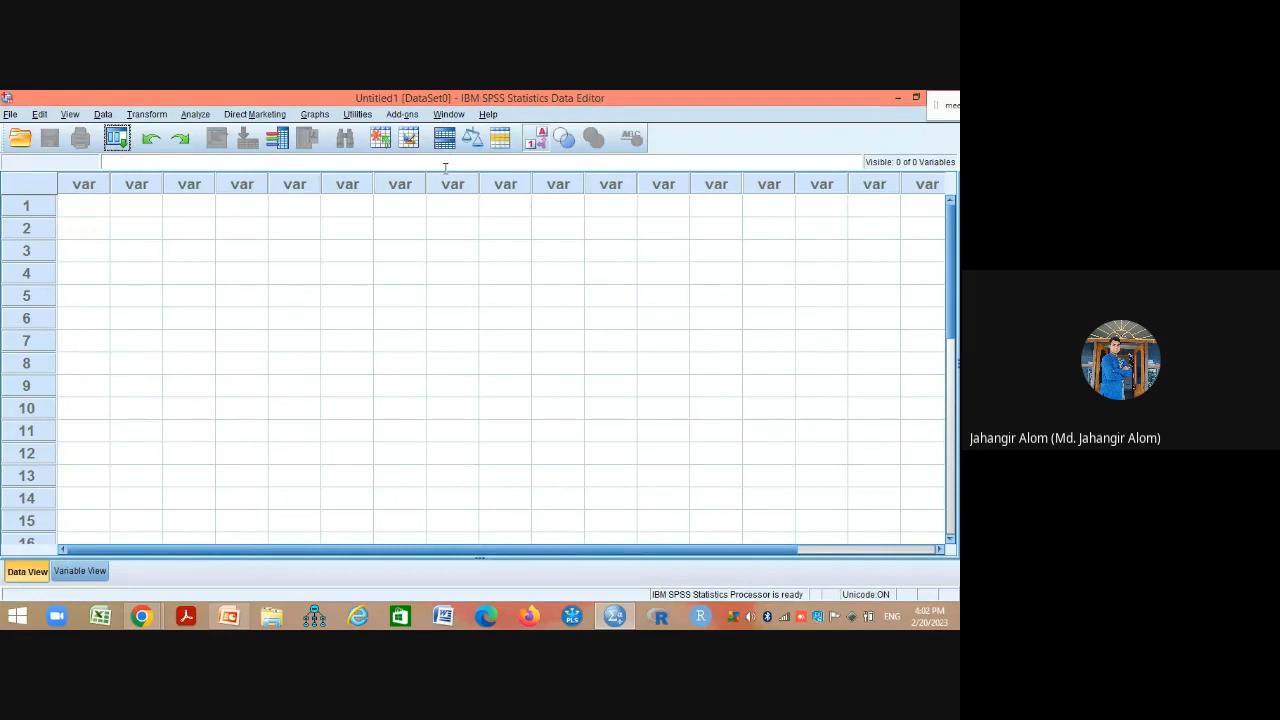 Untitled1 [DataSet0] - IBM SPSS Statistics Data Editor
File Edit View Data Transform Analyze Direct Marketing Graphs Utilities Add-ons Window Help
Visible: 0 of 0 Variables
var var var var var var var var var var var var var var var var var
1
2
3
4
5
6
7
8
9
10
11
12
13
14
15
16
Jahangir Alom (Md. Jahangir Alom)
Data View Variable View
IBM SPSS Statistics Processor is ready Unicode:ON
PLS R R ENG 4:02 PM
2/20/2023